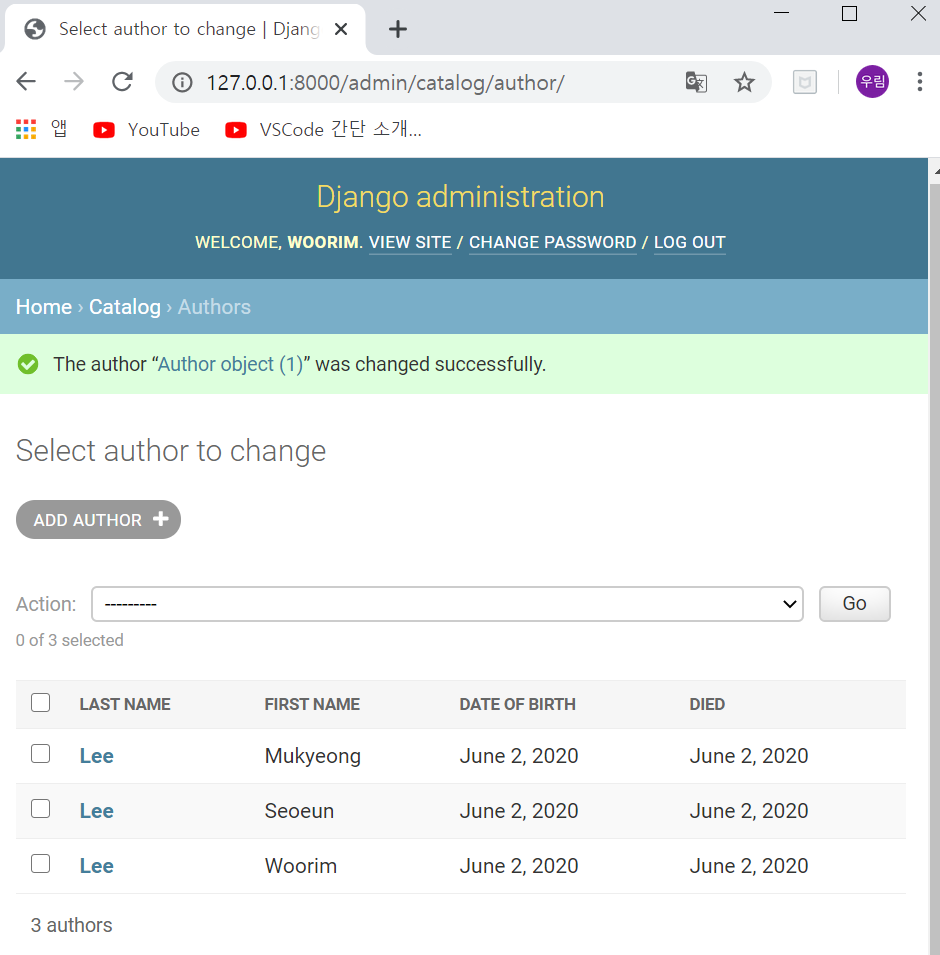 Select author to change | Djang
127.0.0.1:8000/admin/catalog/author/
우림
앱 YouTube VSCode 간단 소개...
Django administration
WELCOME, WOORIM. VIEW SITE / CHANGE PASSWORD / LOG OUT
Home › Catalog › Authors
The author “Author object (1)” was changed successfully.
Select author to change
ADD AUTHOR +
Action: --------- Go
0 of 3 selected
LAST NAME FIRST NAME DATE OF BIRTH DIED
Lee Mukyeong June 2, 2020 June 2, 2020
Lee Seoeun June 2, 2020 June 2, 2020
Lee Woorim June 2, 2020 June 2, 2020
3 authors